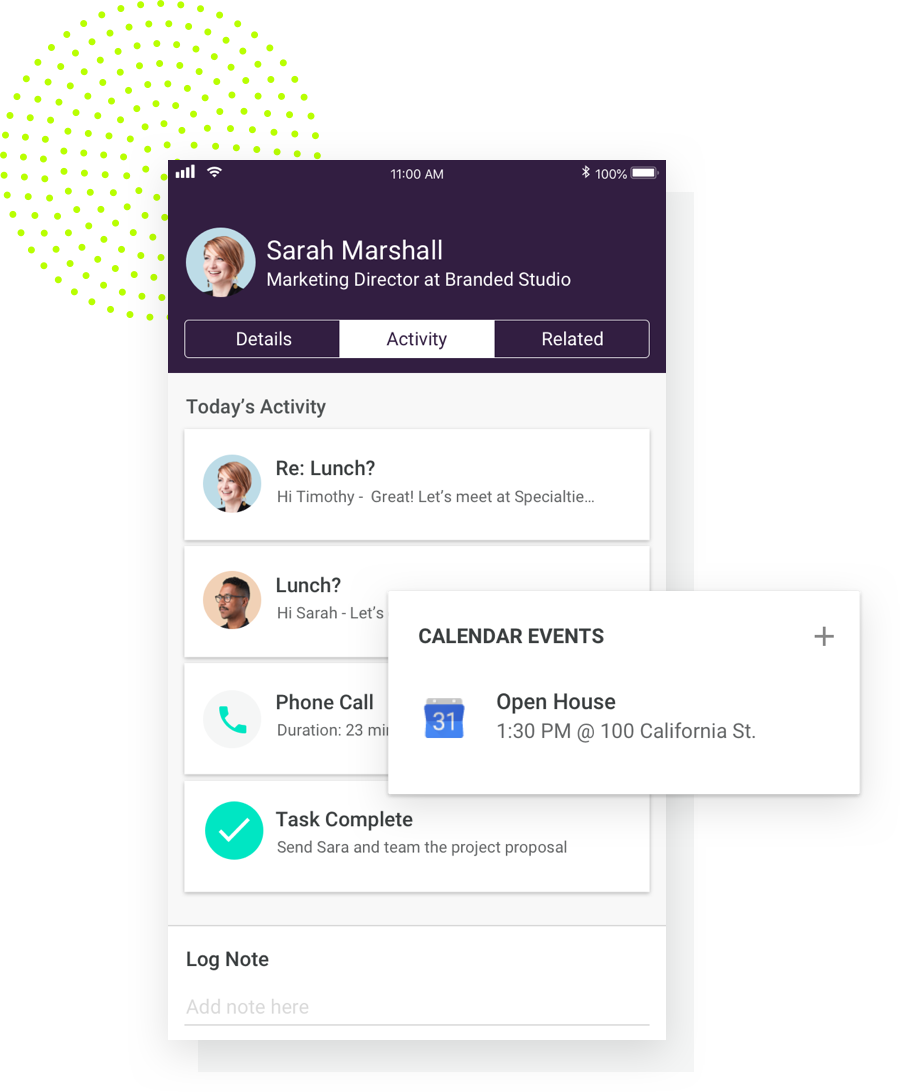 11:00 AM 100%
Sarah Marshall
Marketing Director at Branded Studio
Details Activity Related
Today’s Activity
Re: Lunch?
Hi Timothy - Great! Let’s meet at Specialtie...
Lunch?
Hi Sarah - Let’s
Phone Call
Duration: 23
CALENDAR EVENTS
31
Open House
1:30 PM @ 100 California St.
Task Complete
Send Sara and team the project proposal
Log Note
Add note here